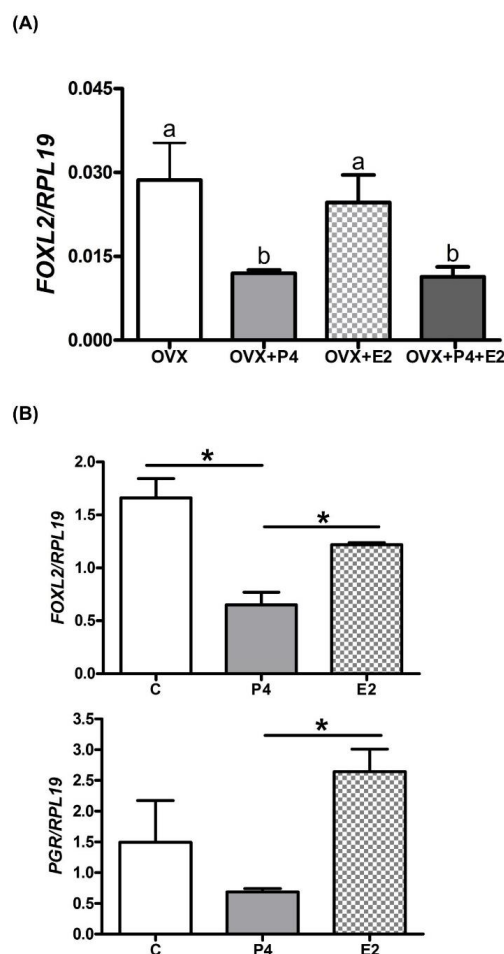 (A)
FOXL2/RPL19
0.045
0.030
0.015
0.000
a
b
a
b
OVX
OVX+P4
OVX+E2
OVX+P4+E2
(B)
FOXL2/RPL19
2.0
1.5
1.0
0.5
0.0
*
*
C
P4
E2
PGR/RPL19
3.5
3.0
2.5
2.0
1.5
1.0
0.5
0.0
*
C
P4
E2